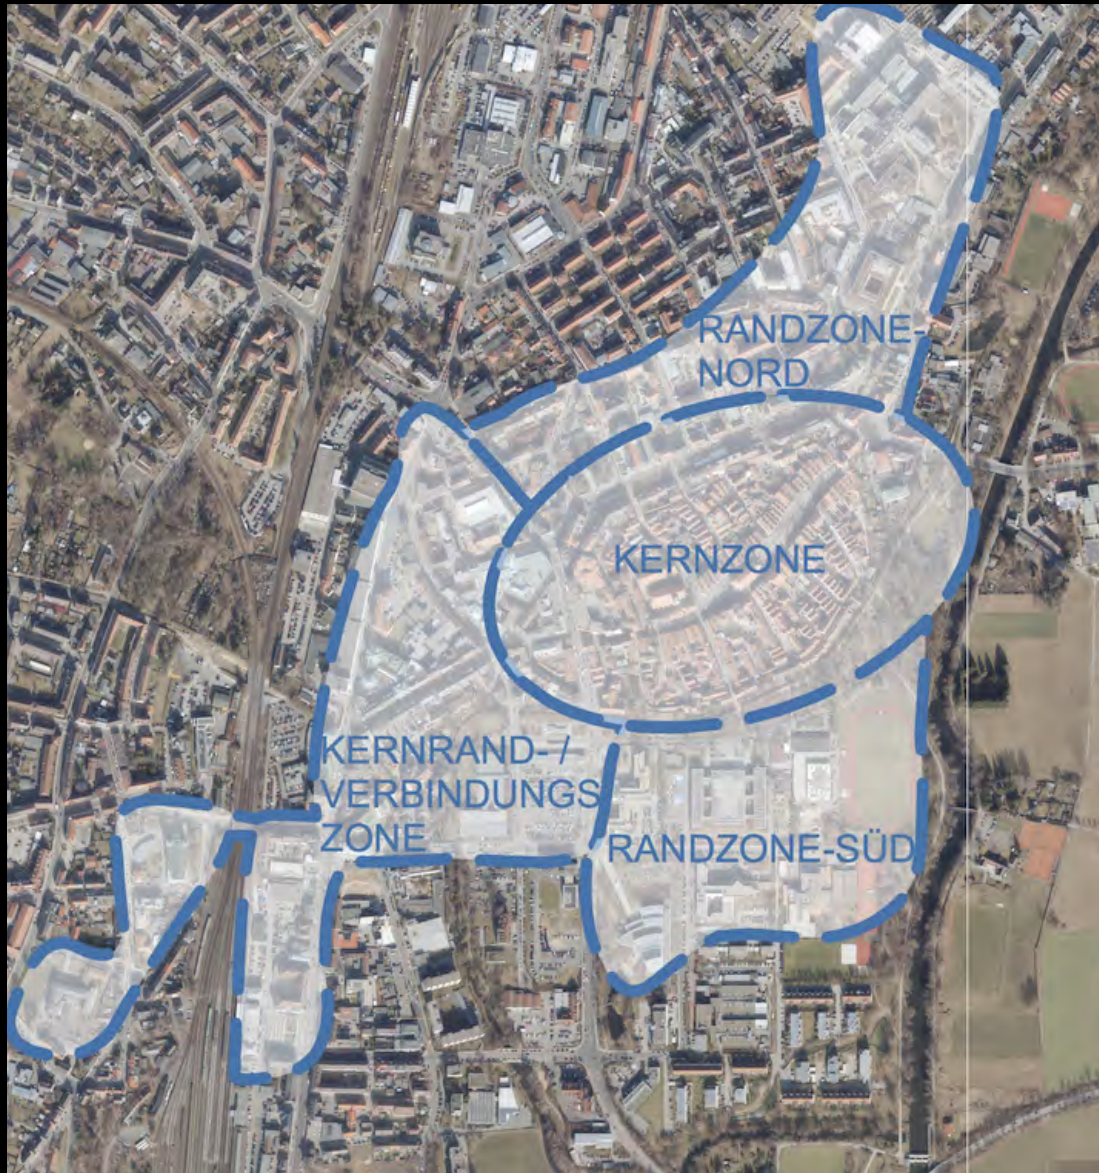 RANDZONE-
NORD
KERNZONE
KERNRAND- /
VERBINDUNGS
ZONE
RANDZONE-SÜD